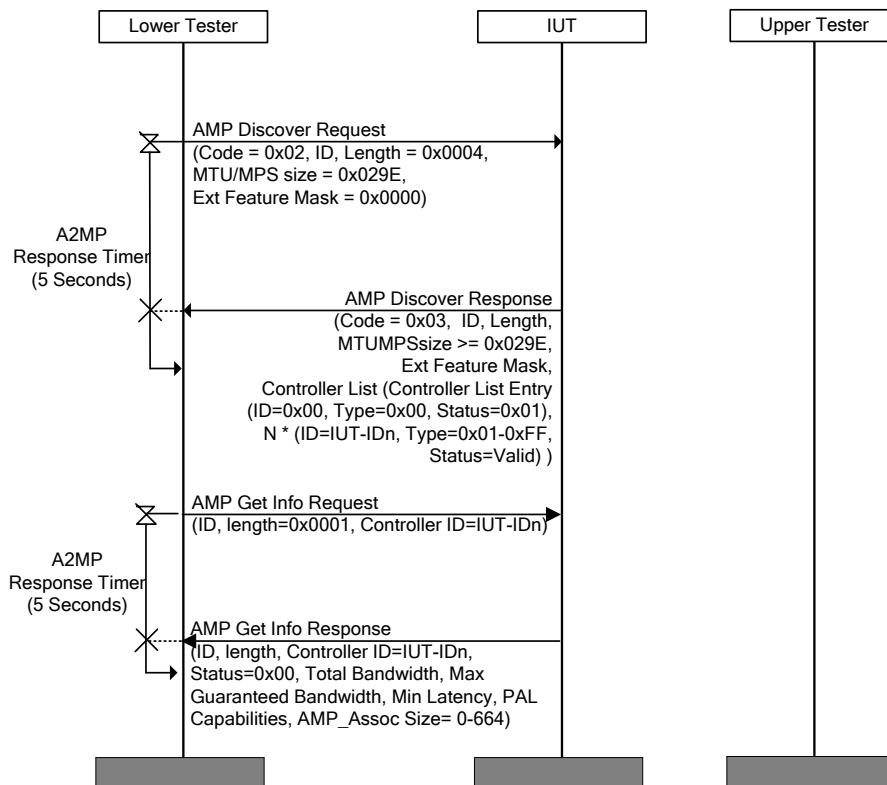 Lower Tester
IUT
Upper Tester
AMP Discover Request
(Code = 0x02, ID, Length = 0x0004,
MTU/MPS size = 0x029E,
Ext Feature Mask = 0x0000)
A2MP
Response Timer
(5 Seconds)
AMP Discover Response
(Code = 0x03,  ID, Length,
MTUMPSsize >= 0x029E,
Ext Feature Mask,
Controller List (Controller List Entry
(ID=0x00, Type=0x00, Status=0x01),
N * (ID=IUT-IDn, Type=0x01-0xFF,
Status=Valid) )
AMP Get Info Request
(ID, length=0x0001, Controller ID=IUT-IDn)
A2MP
Response Timer
(5 Seconds)
AMP Get Info Response
(ID, length, Controller ID=IUT-IDn,
Status=0x00, Total Bandwidth, Max
Guaranteed Bandwidth, Min Latency, PAL
Capabilities, AMP_Assoc Size= 0-664)